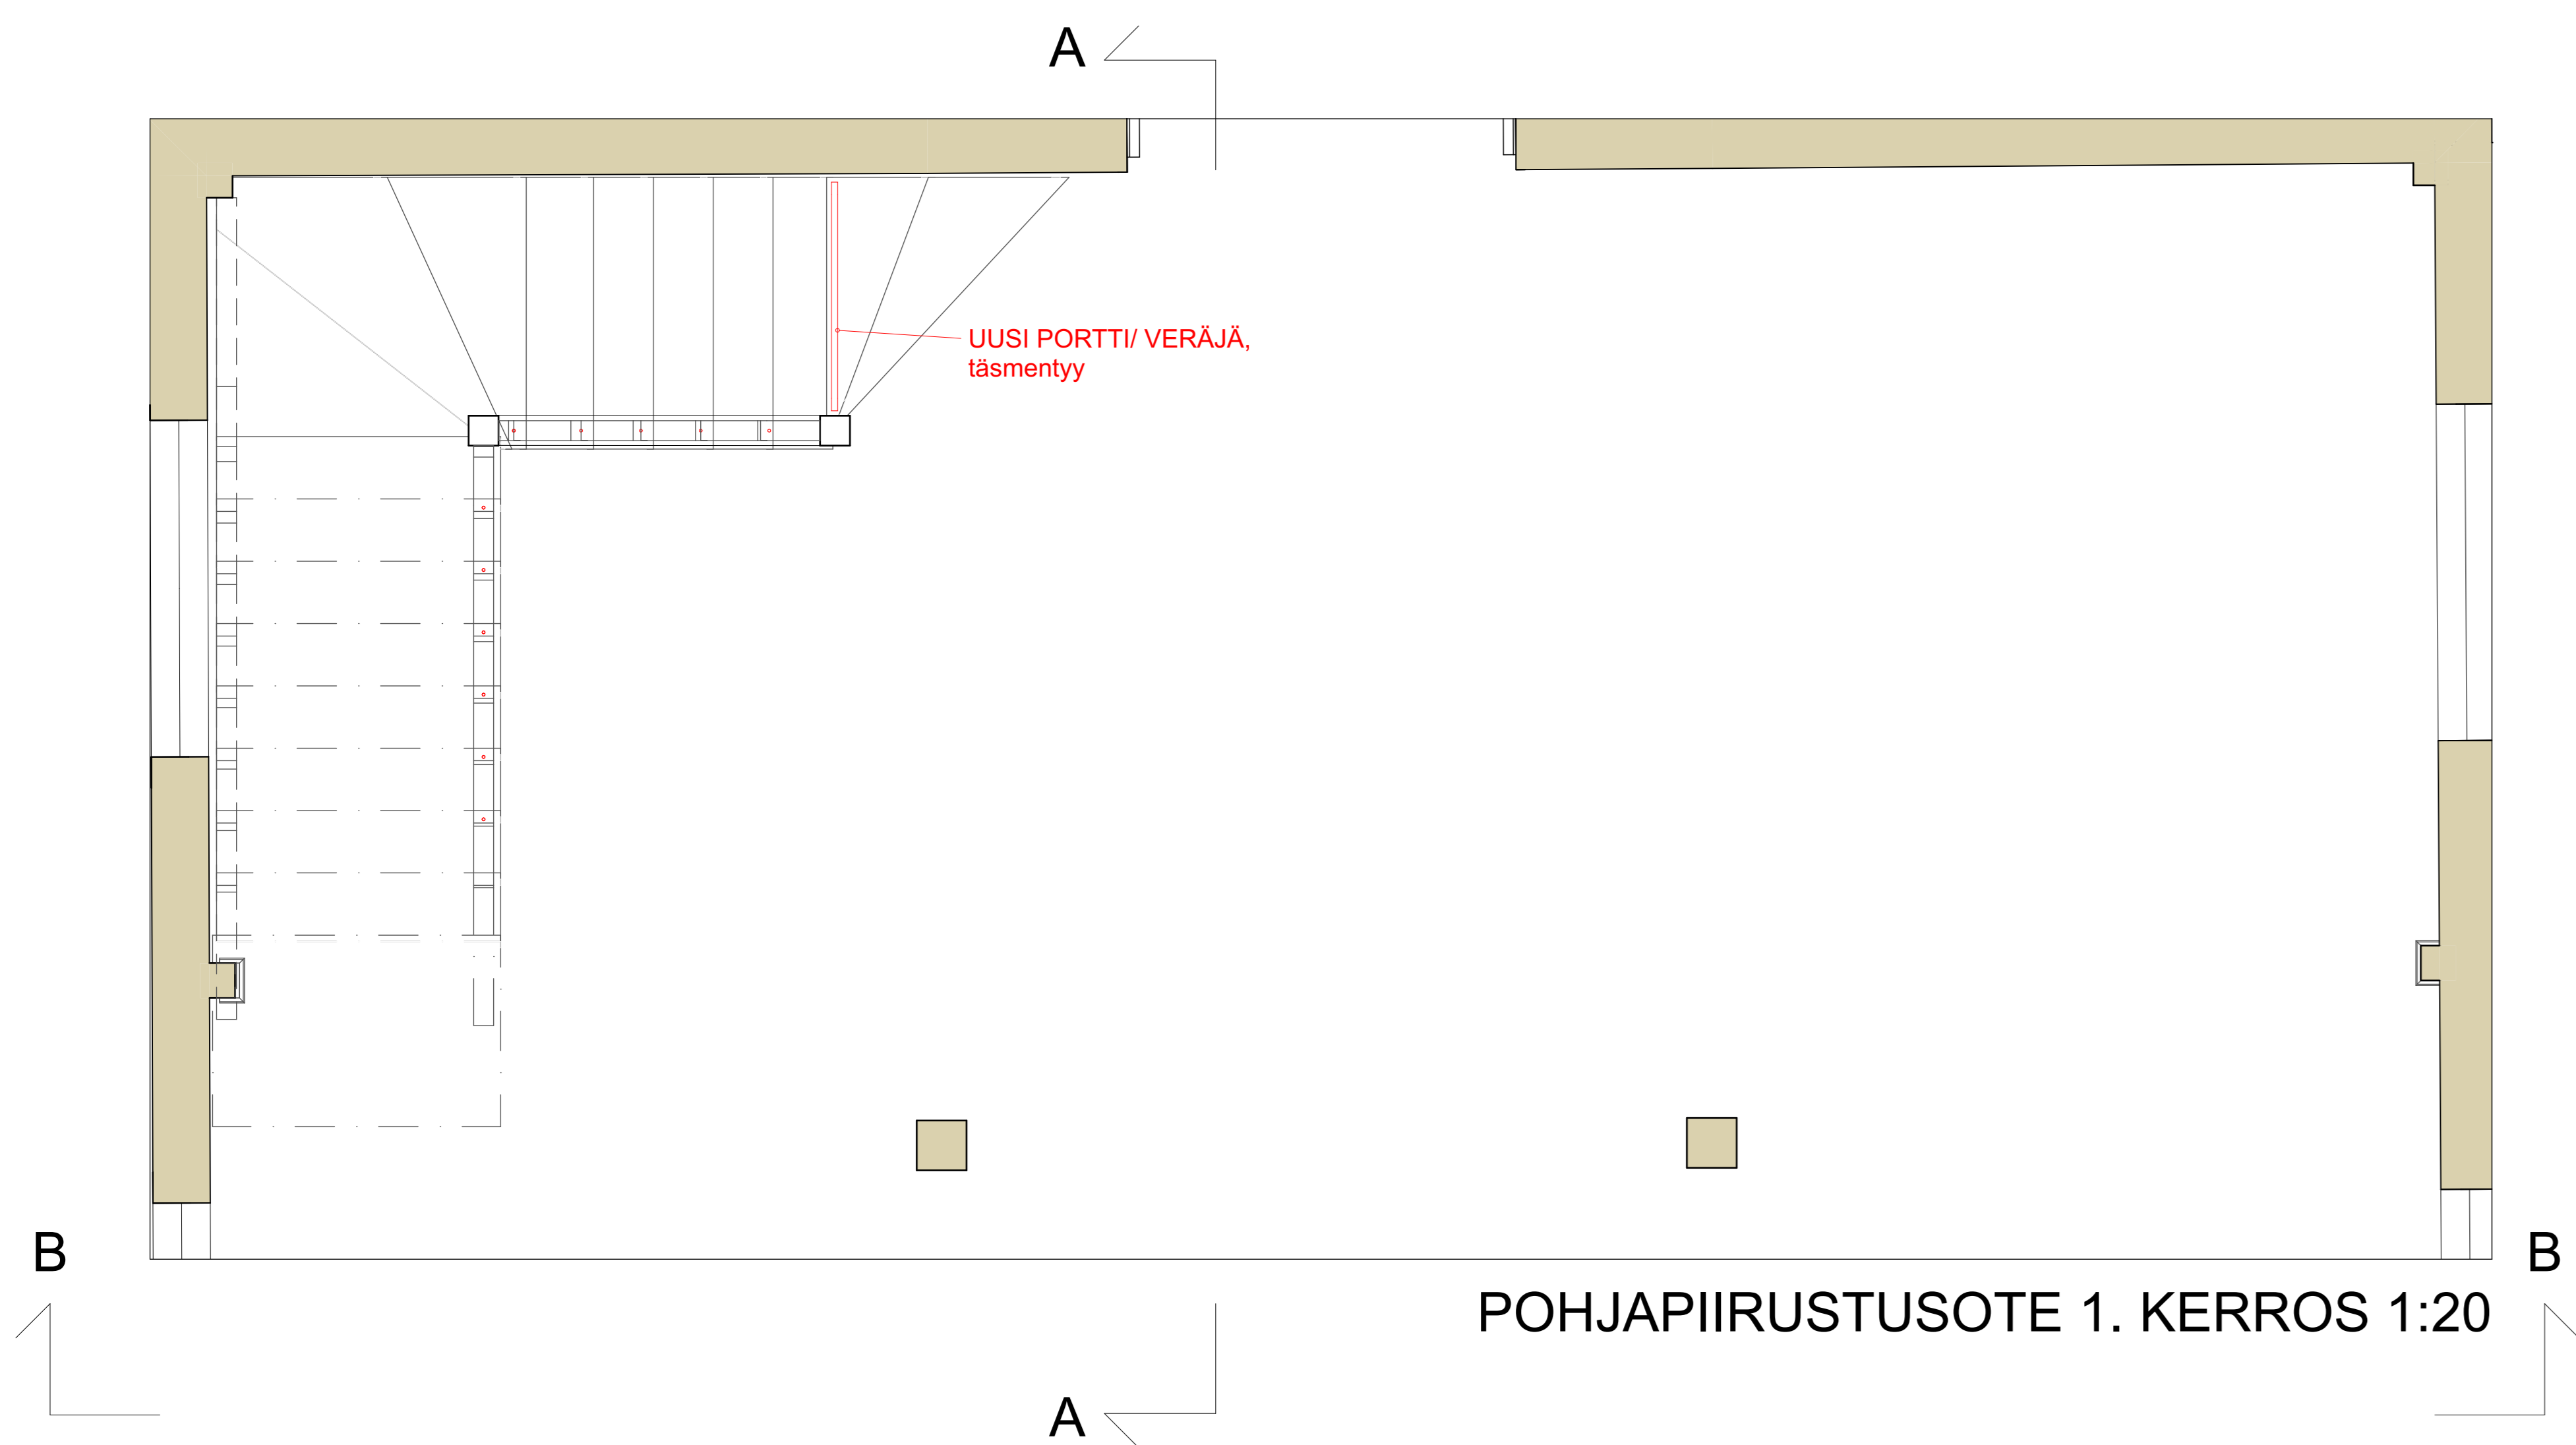 A
UUSI PORTTI/ VERÄJÄ,
täsmentyy
B
B
POHJAPIIRUSTUSOTE 1. KERROS 1:20
A